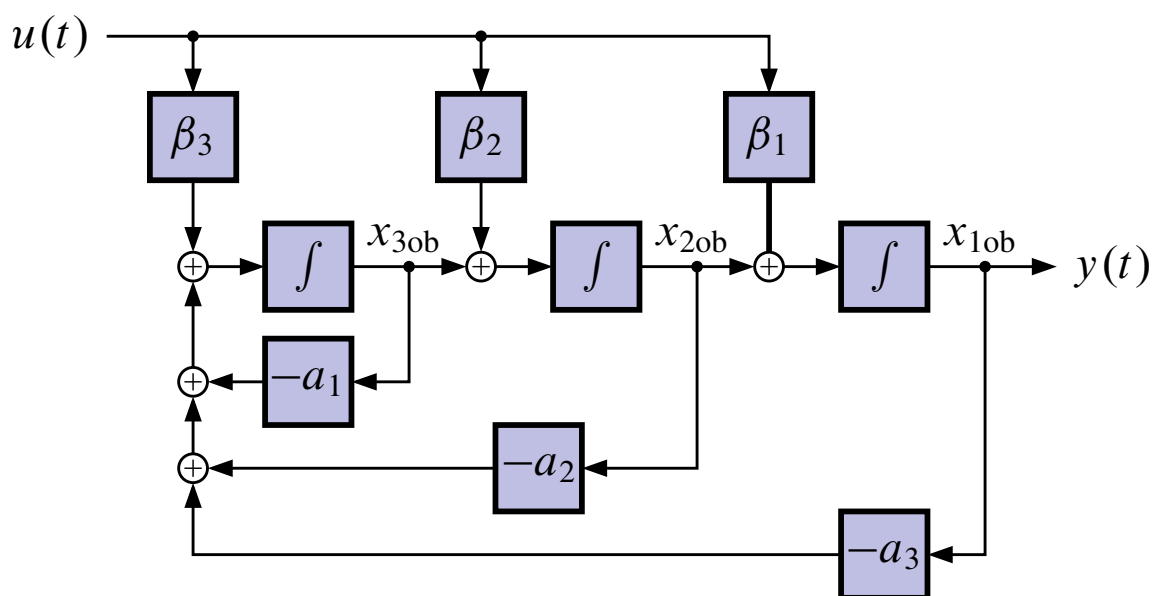 u(t)
β₃ β₂ β₁
+ ∫ x₃ₒb + ∫ x₂ₒb + ∫ x₁ₒb y(t)
+ −a₁
+ −a₂
−a₃